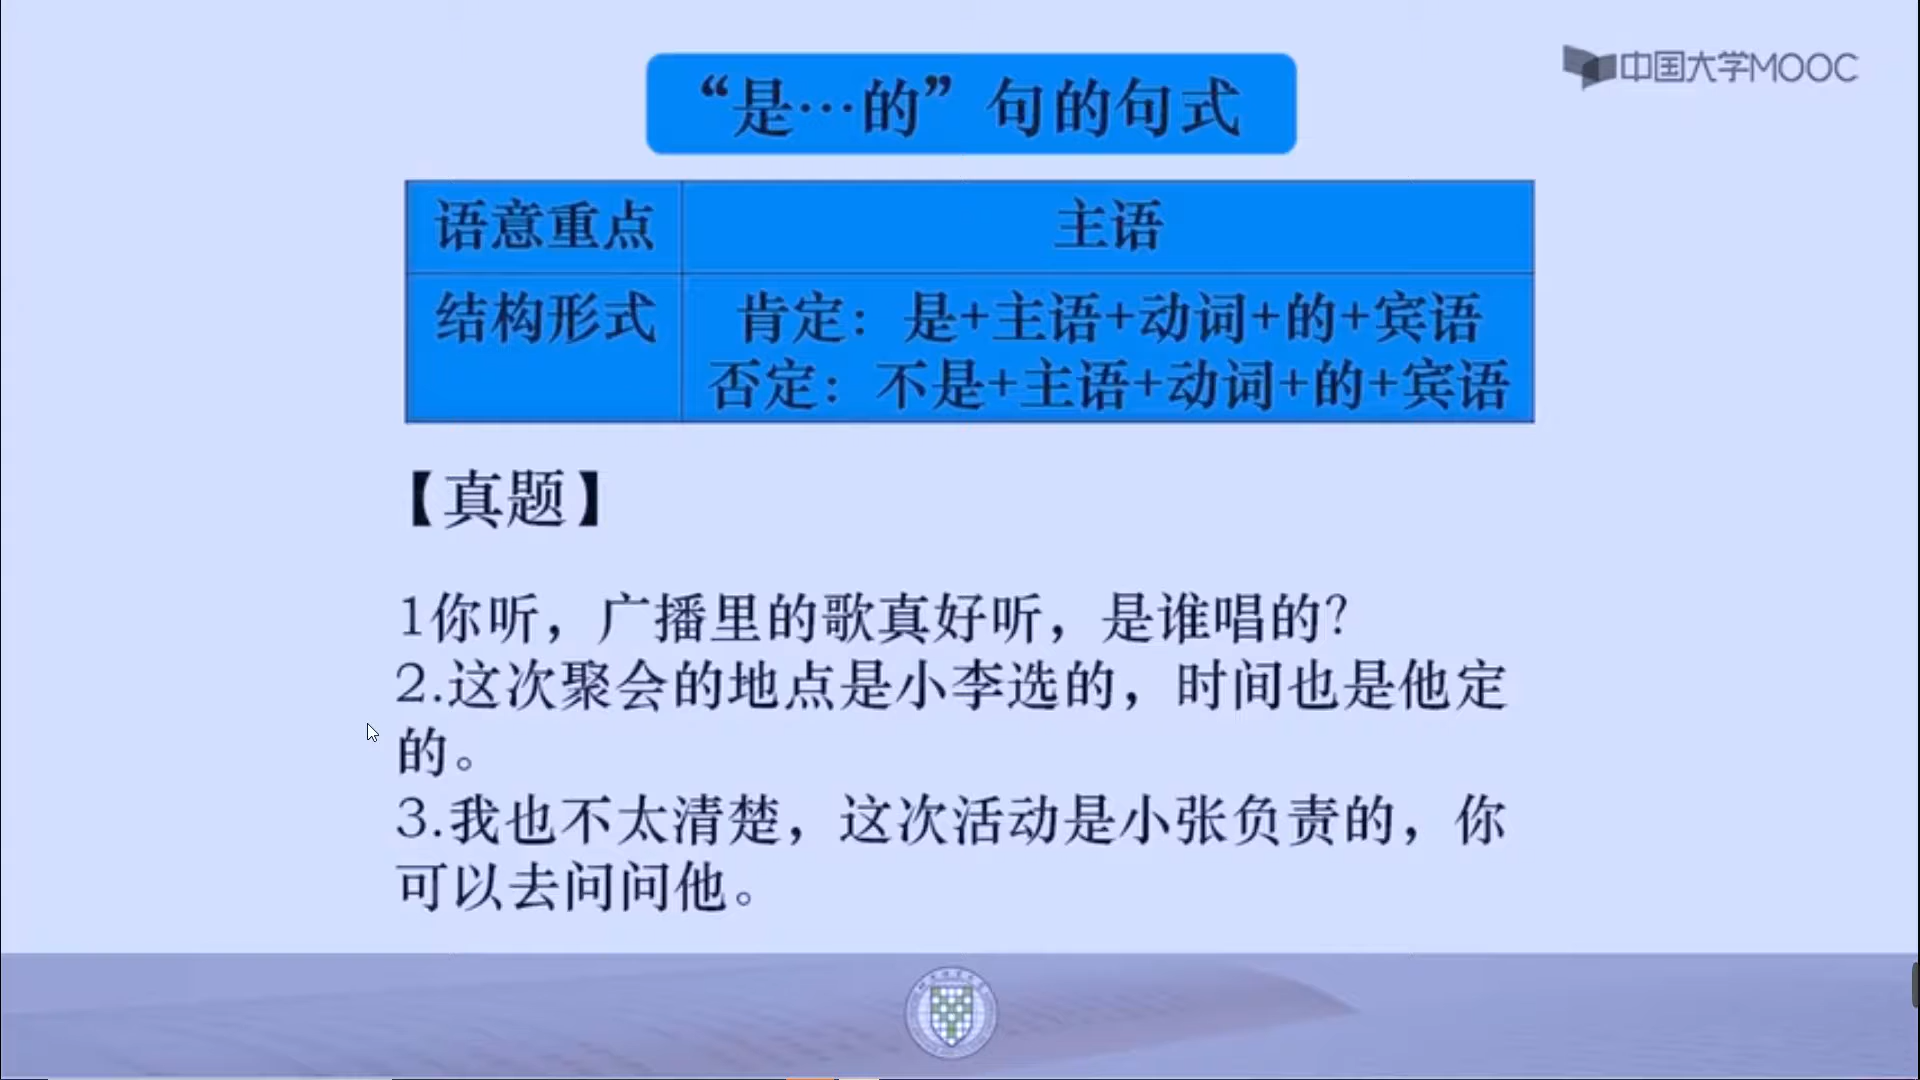 中国大学MOOC
“是…的”句的句式
语意重点 主语
结构形式 肯定：是+主语+动词+的+宾语
否定：不是+主语+动词+的+宾语
【真题】
1你听，广播里的歌真好听，是谁唱的？
2.这次聚会的地点是小李选的，时间也是他定
的。
3.我也不太清楚，这次活动是小张负责的，你
可以去问问他。